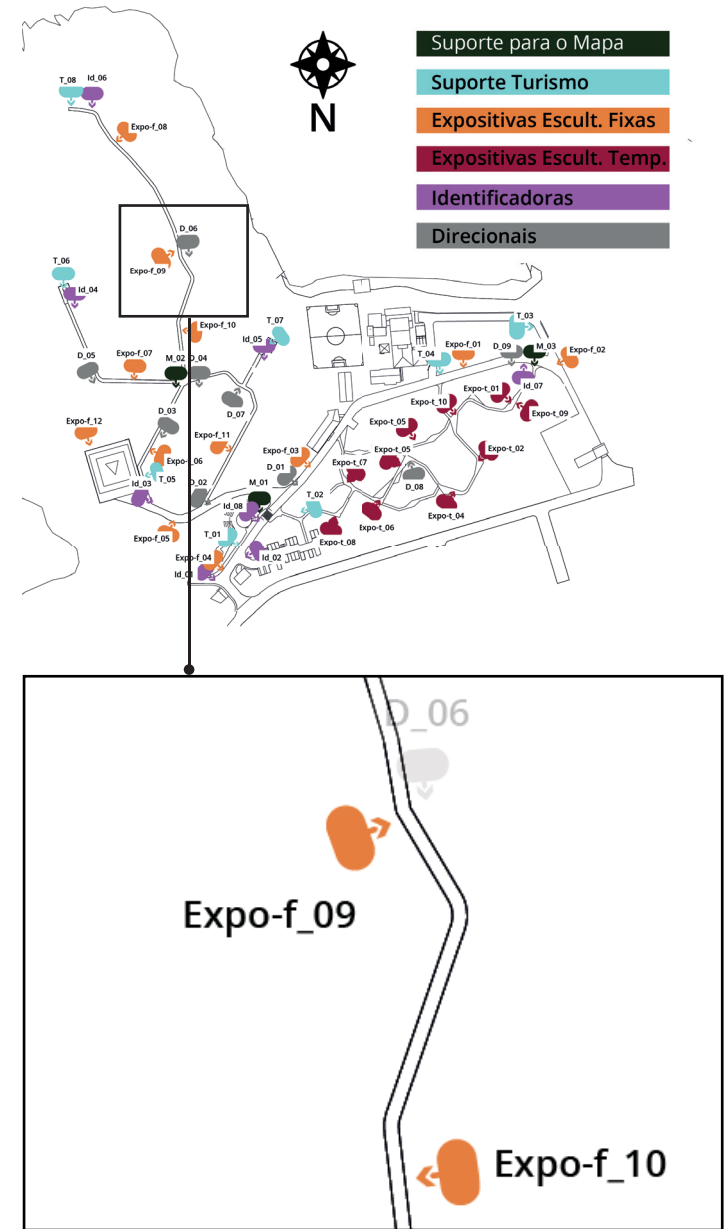 Suporte para o Mapa
Suporte Turismo
Expositivas Escult. Fixas
Expositivas Escult. Temp.
Identificadoras
Direcionais
N
T_08
Id_06
Expo-f_08
D_06
Expo-f_09
T_06
Id_04
Expo-f_10
T_07
Id_05
T_03
D_05
Expo-f_07
M_02
D_04
T_04
Expo-f_01
D_09
M_03
Expo-f_02
Id_07
D_07
Expo-t_10
Expo-t_01
Expo-t_09
Expo-f_12
D_03
Expo-t_05
Expo-f_11
Expo-f_03
Expo-t_05
Expo-t_02
T_05
D_01
Expo-t_07
D_08
Id_03
D_02
M_01
Id_08
T_02
Expo-t_04
Expo-f_05
T_01
Expo-t_06
Expo-t_08
Expo-f_04
Id_02
Id_01
D_06
Expo-f_09
Expo-f_10